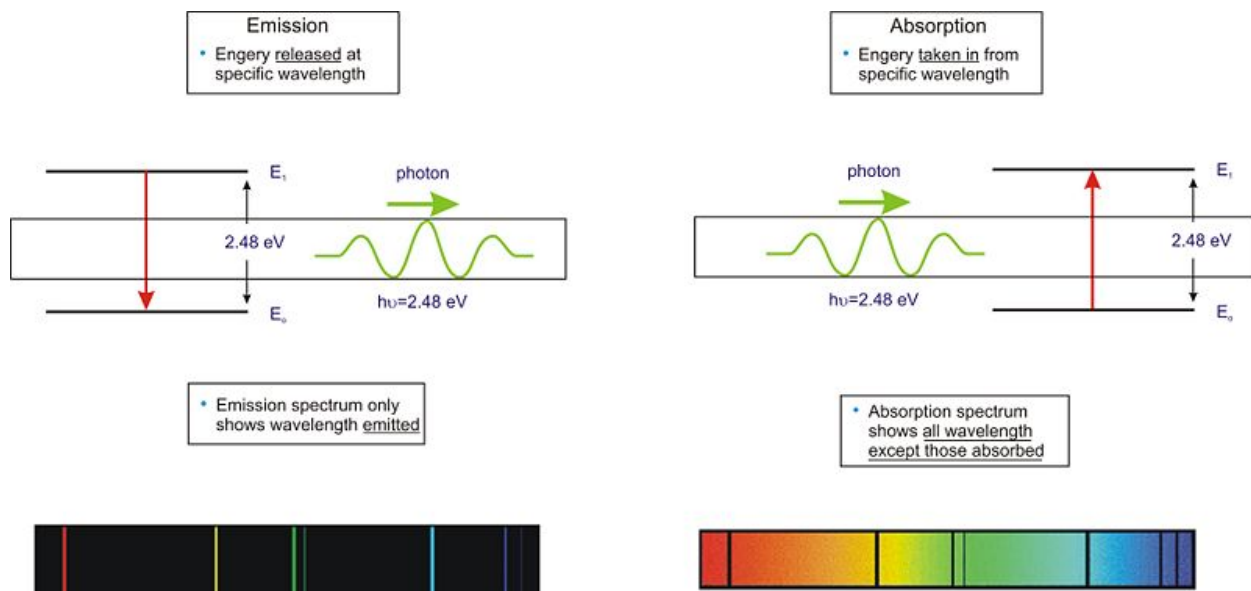 Emission
• Engery released at
specific wavelength
E₁
photon
2.48 eV
hυ=2.48 eV
Eₒ
• Emission spectrum only
shows wavelength emitted
Absorption
• Engery taken in from
specific wavelength
photon
E₁
2.48 eV
hυ=2.48 eV
Eₒ
• Absorption spectrum
shows all wavelength
except those absorbed